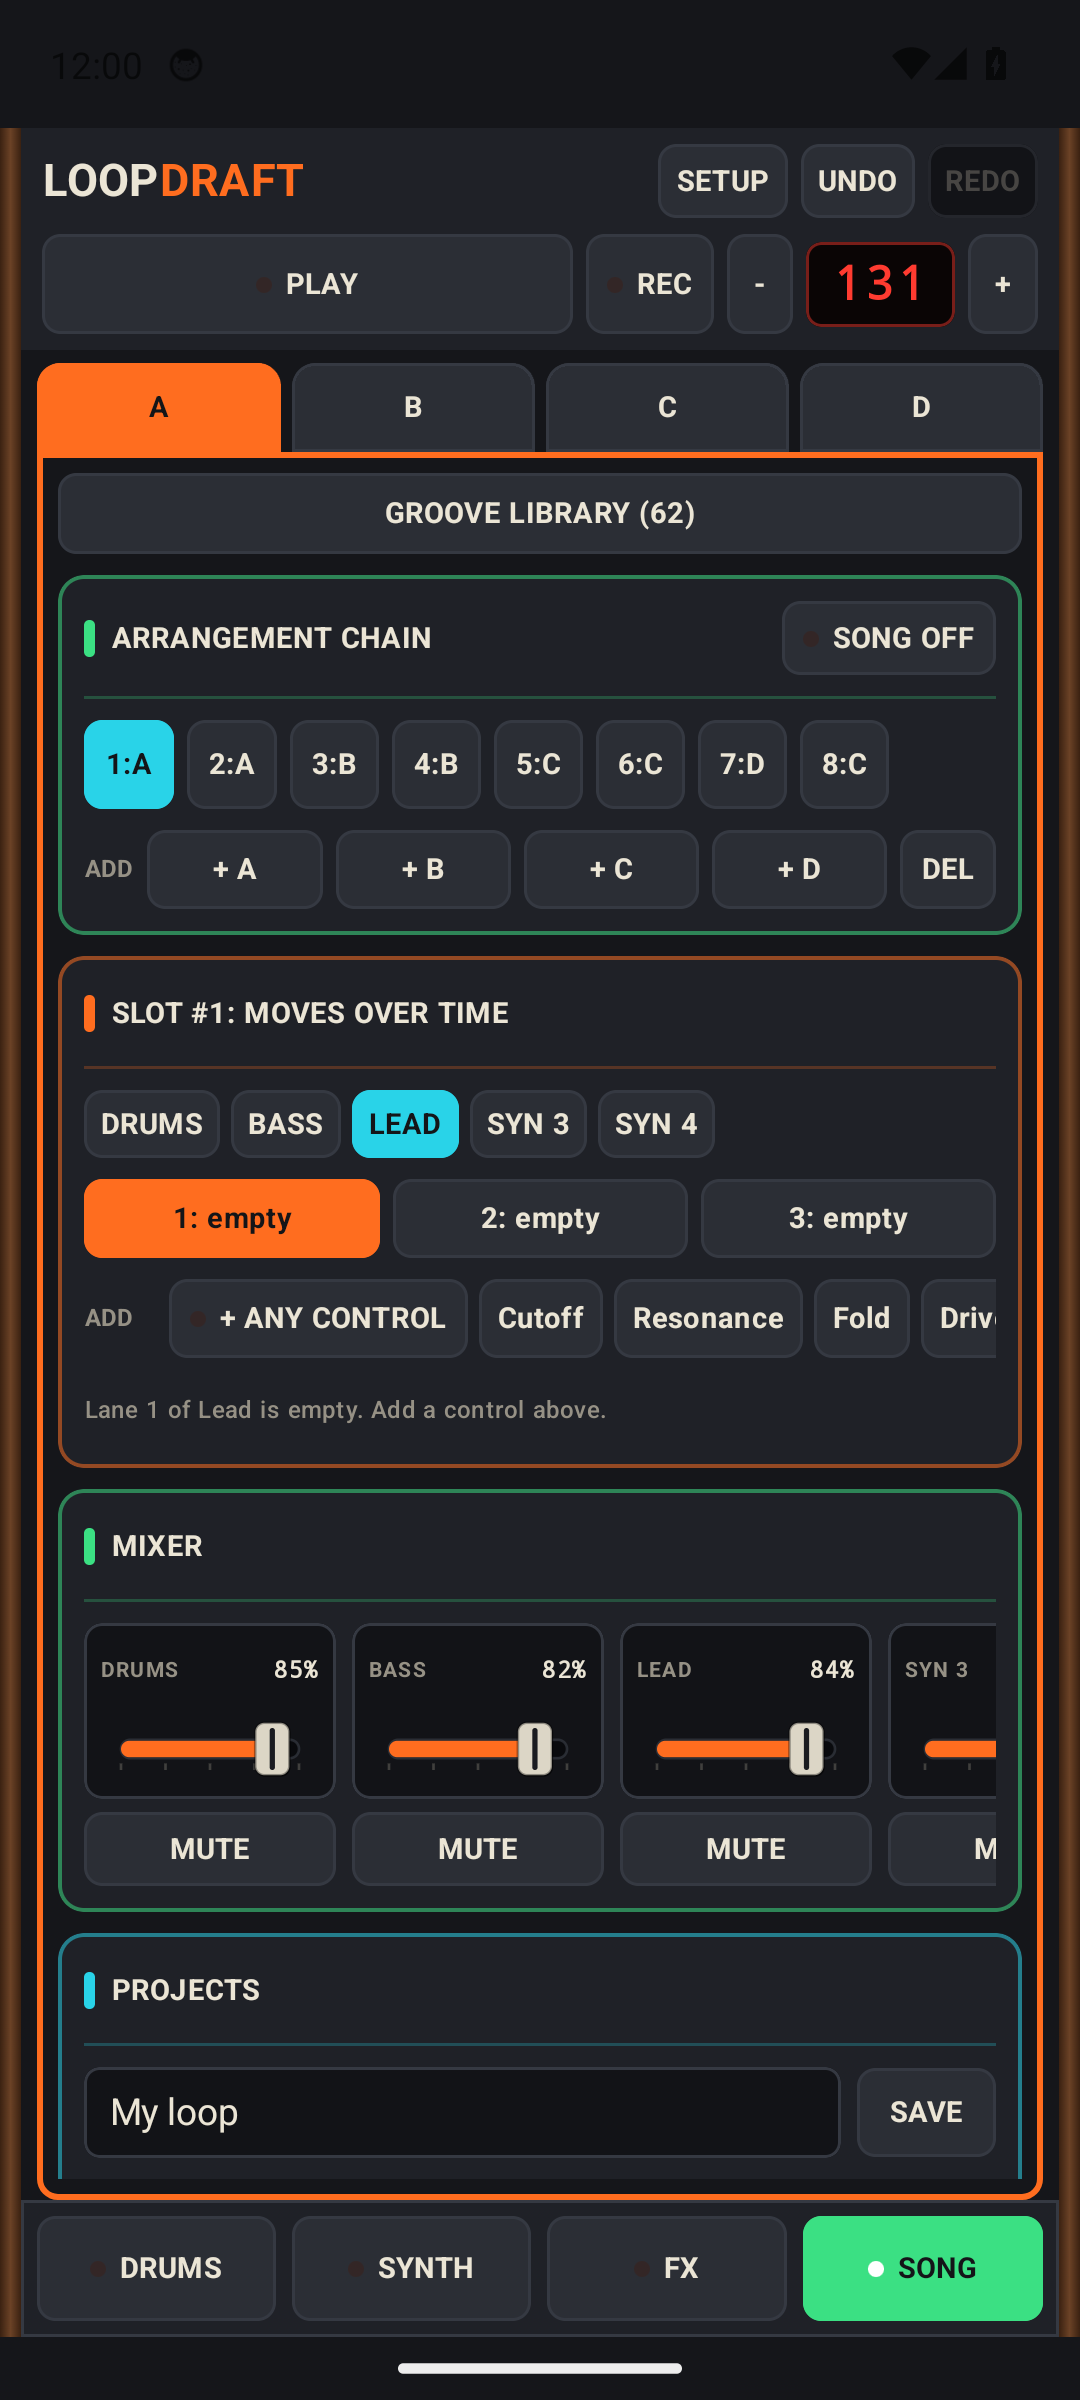 12:00
LOOPDRAFT SETUP UNDO REDO
PLAY REC - 131 +
A B C D
GROOVE LIBRARY (62)
ARRANGEMENT CHAIN SONG OFF
1:A 2:A 3:B 4:B 5:C 6:C 7:D 8:C
ADD + A + B + C + D DEL
SLOT #1: MOVES OVER TIME
DRUMS BASS LEAD SYN 3 SYN 4
1: empty 2: empty 3: empty
ADD + ANY CONTROL Cutoff Resonance Fold
Lane 1 of Lead is empty. Add a control above.
MIXER
DRUMS 85% BASS 82% LEAD 84% SYN 3
MUTE MUTE MUTE
PROJECTS
My loop SAVE
DRUMS SYNTH FX SONG